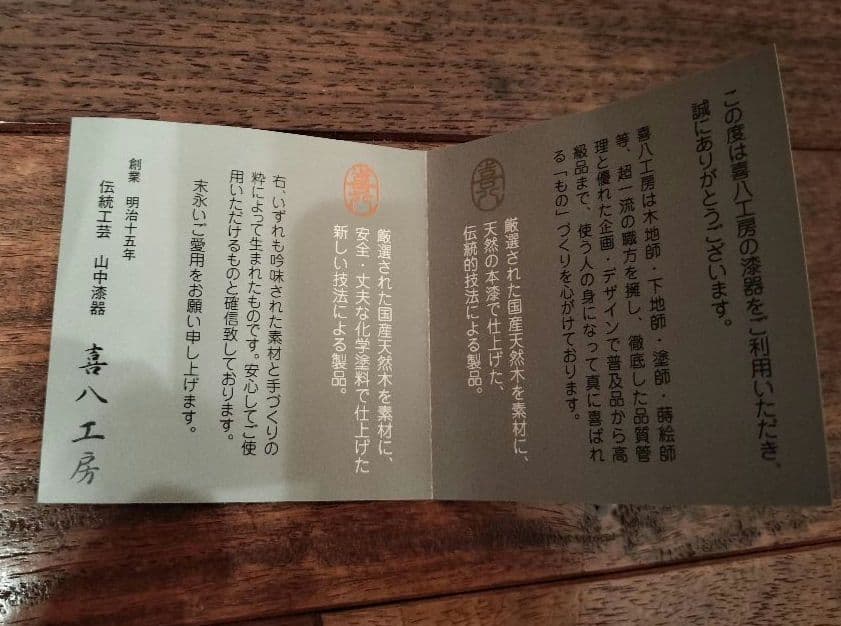 この度は喜八工房の漆器をご利用いただき、
誠にありがとうございます。
喜八工房は木地師・下地師・塗師・蒔絵師
等、超一流の職方を擁し、徹底した品質管
理と優れた企画・デザインで普及品から高
級品まで、使う人の身になって真に喜ばれ
る「もの」づくりを心がけております。
喜八
厳選された国産天然木を素材に、
天然の本漆で仕上げた、
伝統的技法による製品。
喜八
厳選された国産天然木を素材に、
安全・丈夫な化学塗料で仕上げた
新しい技法による製品。
右、いずれも吟味された素材と手づくりの
粋によって生まれたものです。安心してご使
用いただけるものと確信致しております。
末永いご愛用をお願い申し上げます。
創業 明治十五年
伝統工芸 山中漆器 喜八工房